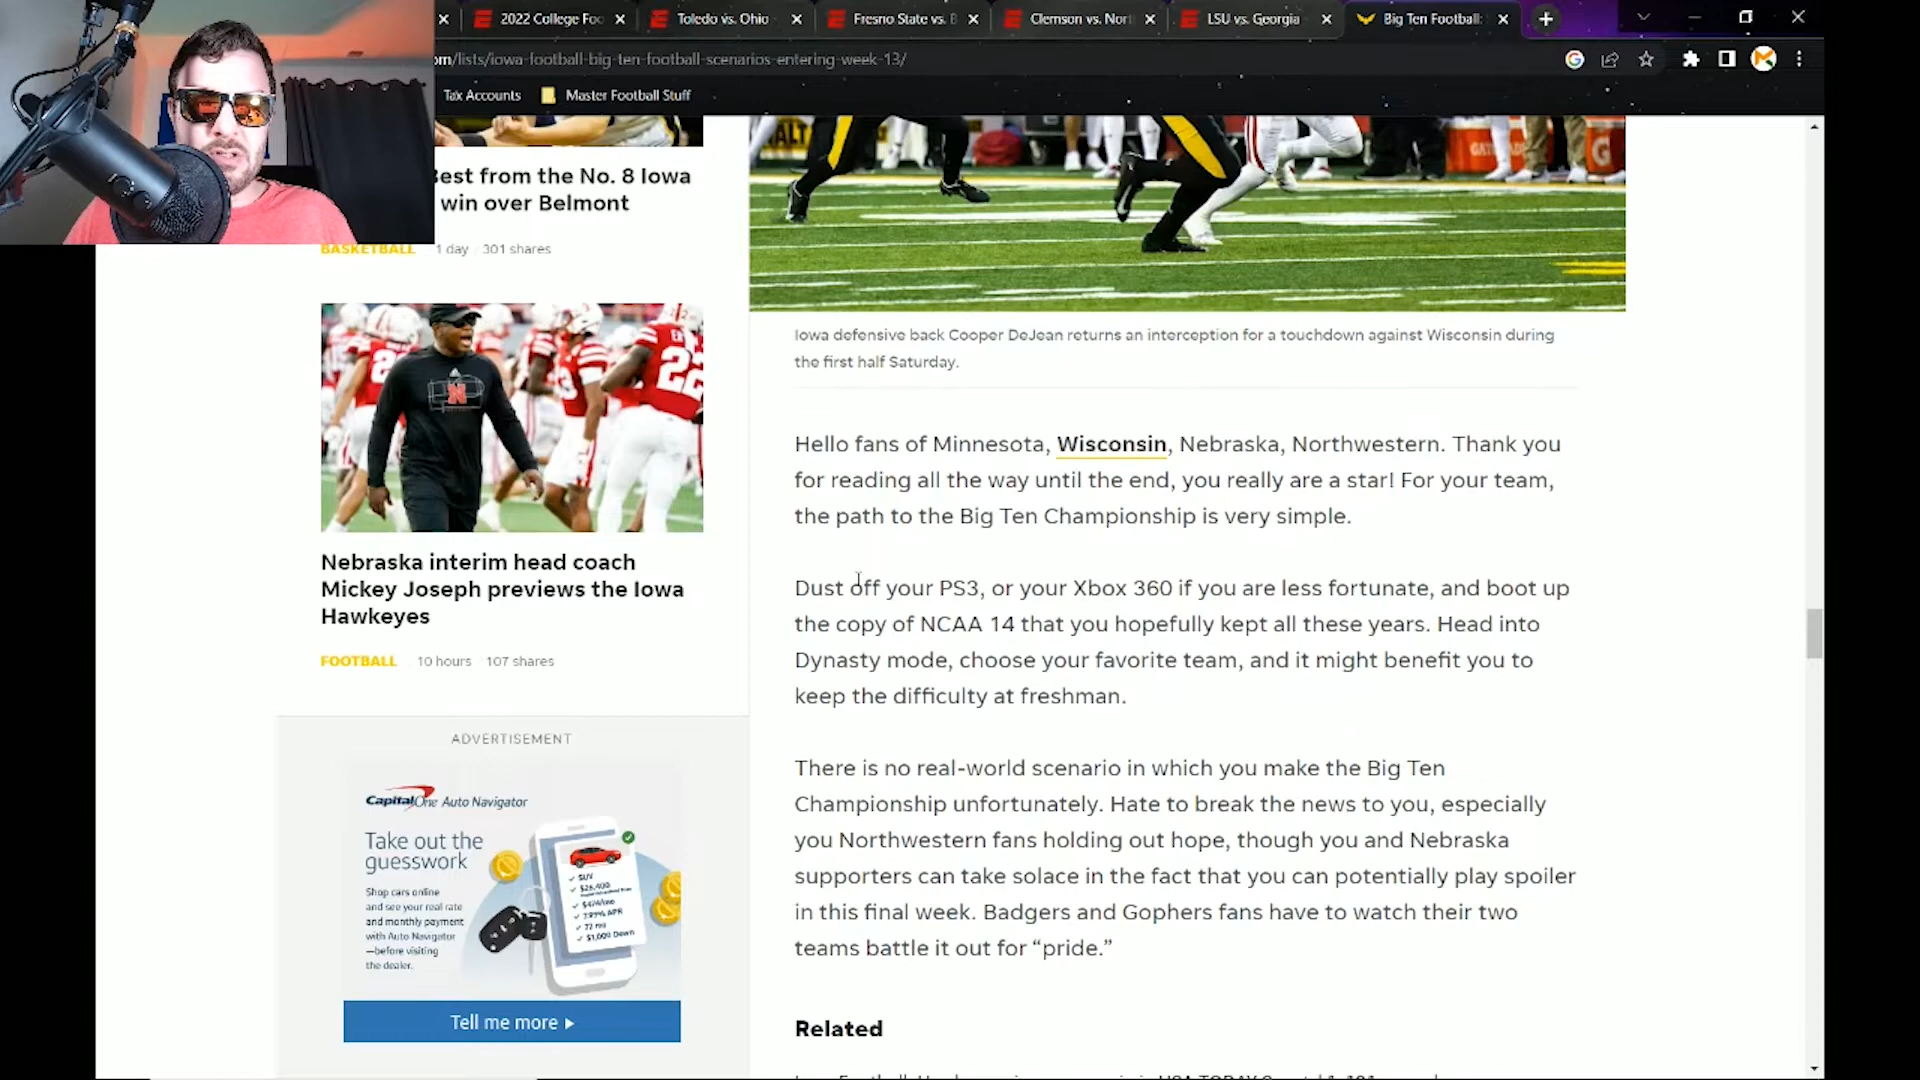 2022 College Foo
Toledo vs. Ohio
Fresno State vs. B
Clemson vs. Nort
LSU vs. Georgia
Big Ten Football:
om/lists/iowa-football-big-ten-football-scenarios-entering-week-13/
Tax Accounts
Master Football Stuff
Best from the No. 8 Iowa
win over Belmont
BASKETBALL 1 day 301 shares
Nebraska interim head coach
Mickey Joseph previews the Iowa
Hawkeyes
FOOTBALL 10 hours 107 shares
ADVERTISEMENT
CapitalOne Auto Navigator
Take out the
guesswork
Shop cars online
and see your real rate
and monthly payment
with Auto Navigator
—before visiting
the dealer.
SUV
$26,400
7.99% APR
72 mo
$1,000 Down
Tell me more
Iowa defensive back Cooper DeJean returns an interception for a touchdown against Wisconsin during
the first half Saturday.
Hello fans of Minnesota, Wisconsin, Nebraska, Northwestern. Thank you
for reading all the way until the end, you really are a star! For your team,
the path to the Big Ten Championship is very simple.
Dust off your PS3, or your Xbox 360 if you are less fortunate, and boot up
the copy of NCAA 14 that you hopefully kept all these years. Head into
Dynasty mode, choose your favorite team, and it might benefit you to
keep the difficulty at freshman.
There is no real-world scenario in which you make the Big Ten
Championship unfortunately. Hate to break the news to you, especially
you Northwestern fans holding out hope, though you and Nebraska
supporters can take solace in the fact that you can potentially play spoiler
in this final week. Badgers and Gophers fans have to watch their two
teams battle it out for “pride.”
Related